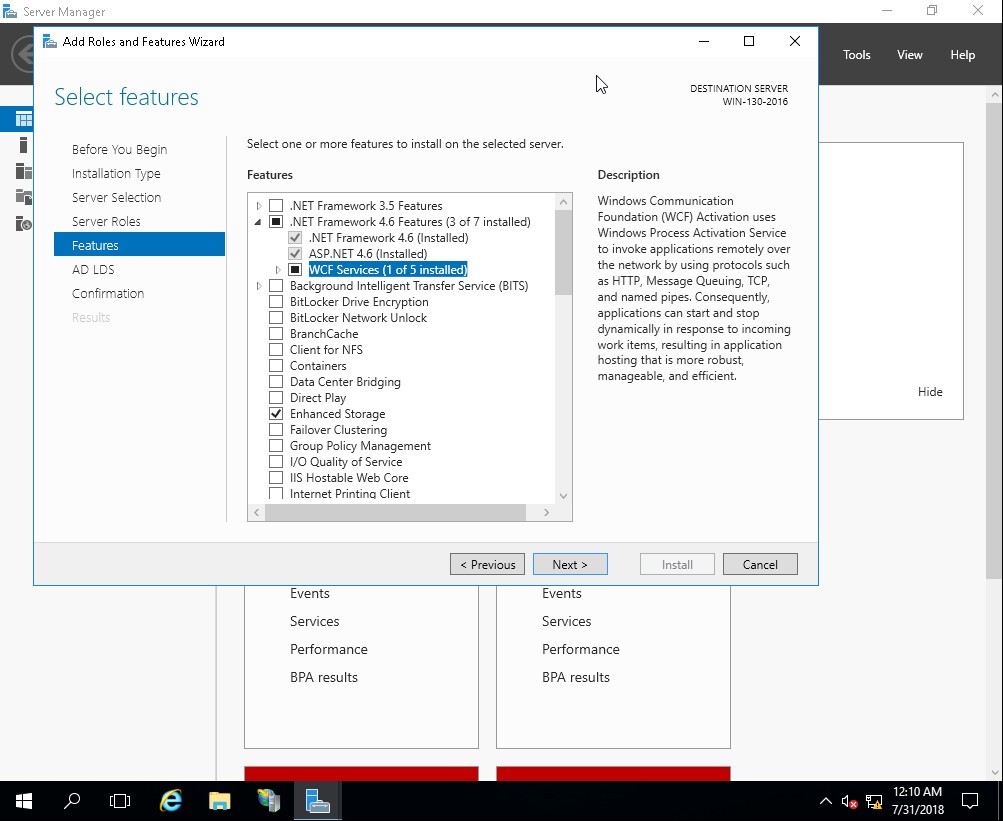 Server Manager
Add Roles and Features Wizard
Tools View Help
Select features
DESTINATION SERVER
WIN-130-2016
Before You Begin
Installation Type
Server Selection
Server Roles
Features
AD LDS
Confirmation
Results
Select one or more features to install on the selected server.
Features
.NET Framework 3.5 Features
.NET Framework 4.6 Features (3 of 7 installed)
.NET Framework 4.6 (Installed)
ASP.NET 4.6 (Installed)
WCF Services (1 of 5 installed)
Background Intelligent Transfer Service (BITS)
BitLocker Drive Encryption
BitLocker Network Unlock
BranchCache
Client for NFS
Containers
Data Center Bridging
Direct Play
Enhanced Storage
Failover Clustering
Group Policy Management
I/O Quality of Service
IIS Hostable Web Core
Internet Printing Client
Description
Windows Communication
Foundation (WCF) Activation uses
Windows Process Activation Service
to invoke applications remotely over
the network by using protocols such
as HTTP, Message Queuing, TCP,
and named pipes. Consequently,
applications can start and stop
dynamically in response to incoming
work items, resulting in application
hosting that is more robust,
manageable, and efficient.
Hide
< Previous Next > Install Cancel
Events
Services
Performance
BPA results
Events
Services
Performance
BPA results
12:10 AM
7/31/2018